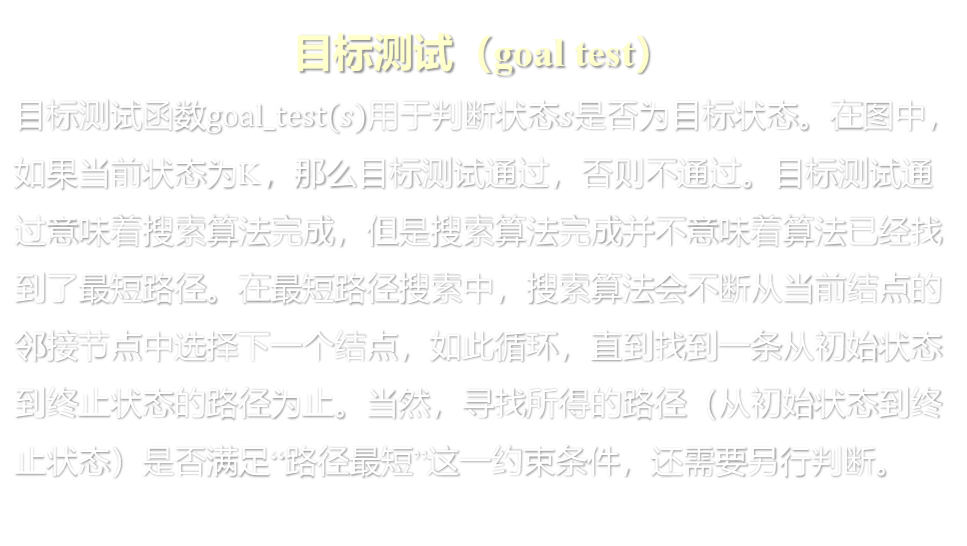 目标测试（goal test）
目标测试函数goal_test(s)用于判断状态s是否为目标状态。在图中，
如果当前状态为K，那么目标测试通过，否则不通过。目标测试通
过意味着搜索算法完成，但是搜索算法完成并不意味着算法已经找
到了最短路径。在最短路径搜索中，搜索算法会不断从当前结点的
邻接节点中选择下一个结点，如此循环，直到找到一条从初始状态
到终止状态的路径为止。当然，寻找所得的路径（从初始状态到终
止状态）是否满足“路径最短”这一约束条件，还需要另行判断。